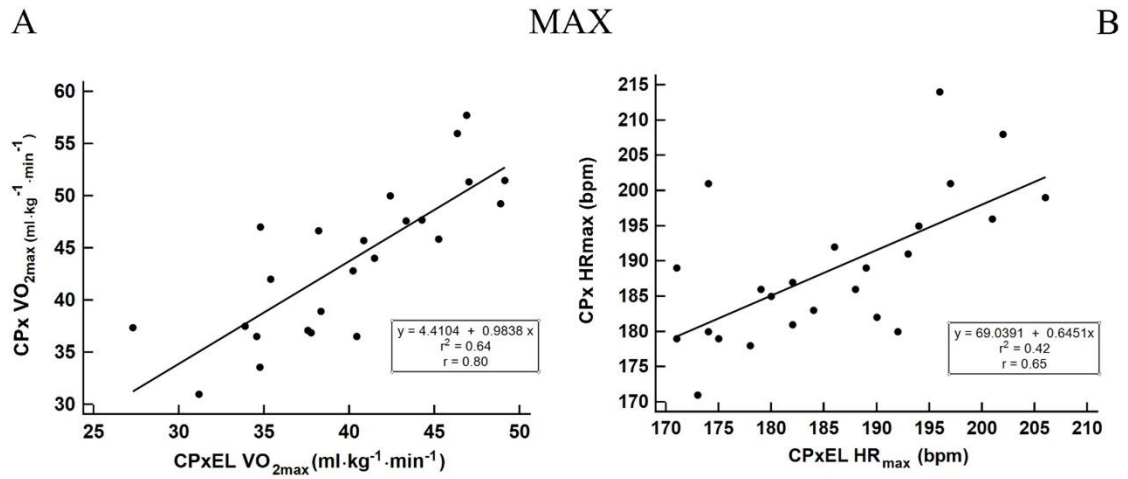 A
MAX
B
CPx VO2max (ml·kg-1·min-1)
60
55
50
45
40
35
30
y = 4.4104 + 0.9838 x
r2 = 0.64
r = 0.80
25 30 35 40 45 50
CPxEL VO2max (ml·kg-1·min-1)
CPx HRmax (bpm)
215
210
205
200
195
190
185
180
175
170
y = 69.0391 + 0.6451x
r2 = 0.42
r = 0.65
170 175 180 185 190 195 200 205 210
CPxEL HRmax (bpm)